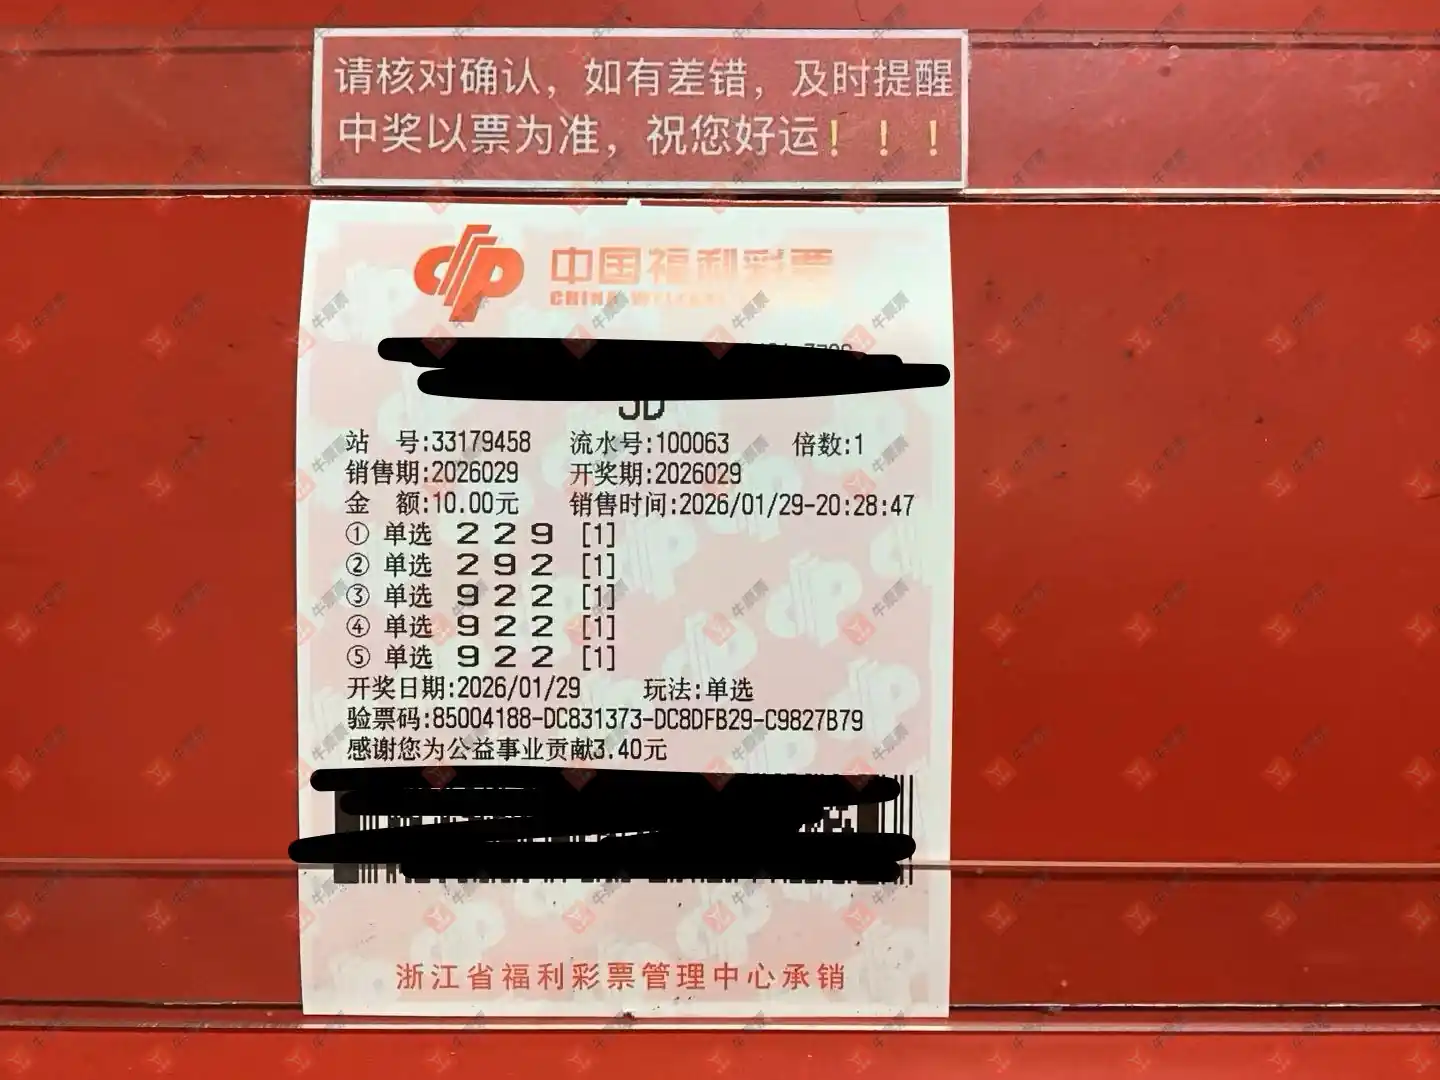 请核对确认，如有差错，及时提醒
中奖以票为准，祝您好运！！！
中国福利彩票
3D
站 号:33179458 流水号:100063 倍数:1
销售期:2026029 开奖期:2026029
金 额:10.00元 销售时间:2026/01/29-20:28:47
① 单选 2 2 9 [1]
② 单选 2 9 2 [1]
③ 单选 9 2 2 [1]
④ 单选 9 2 2 [1]
⑤ 单选 9 2 2 [1]
开奖日期:2026/01/29 玩法:单选
验票码:85004188-DC831373-DC8DFB29-C9827B79
感谢您为公益事业贡献3.40元
浙江省福利彩票管理中心承销
牛票票